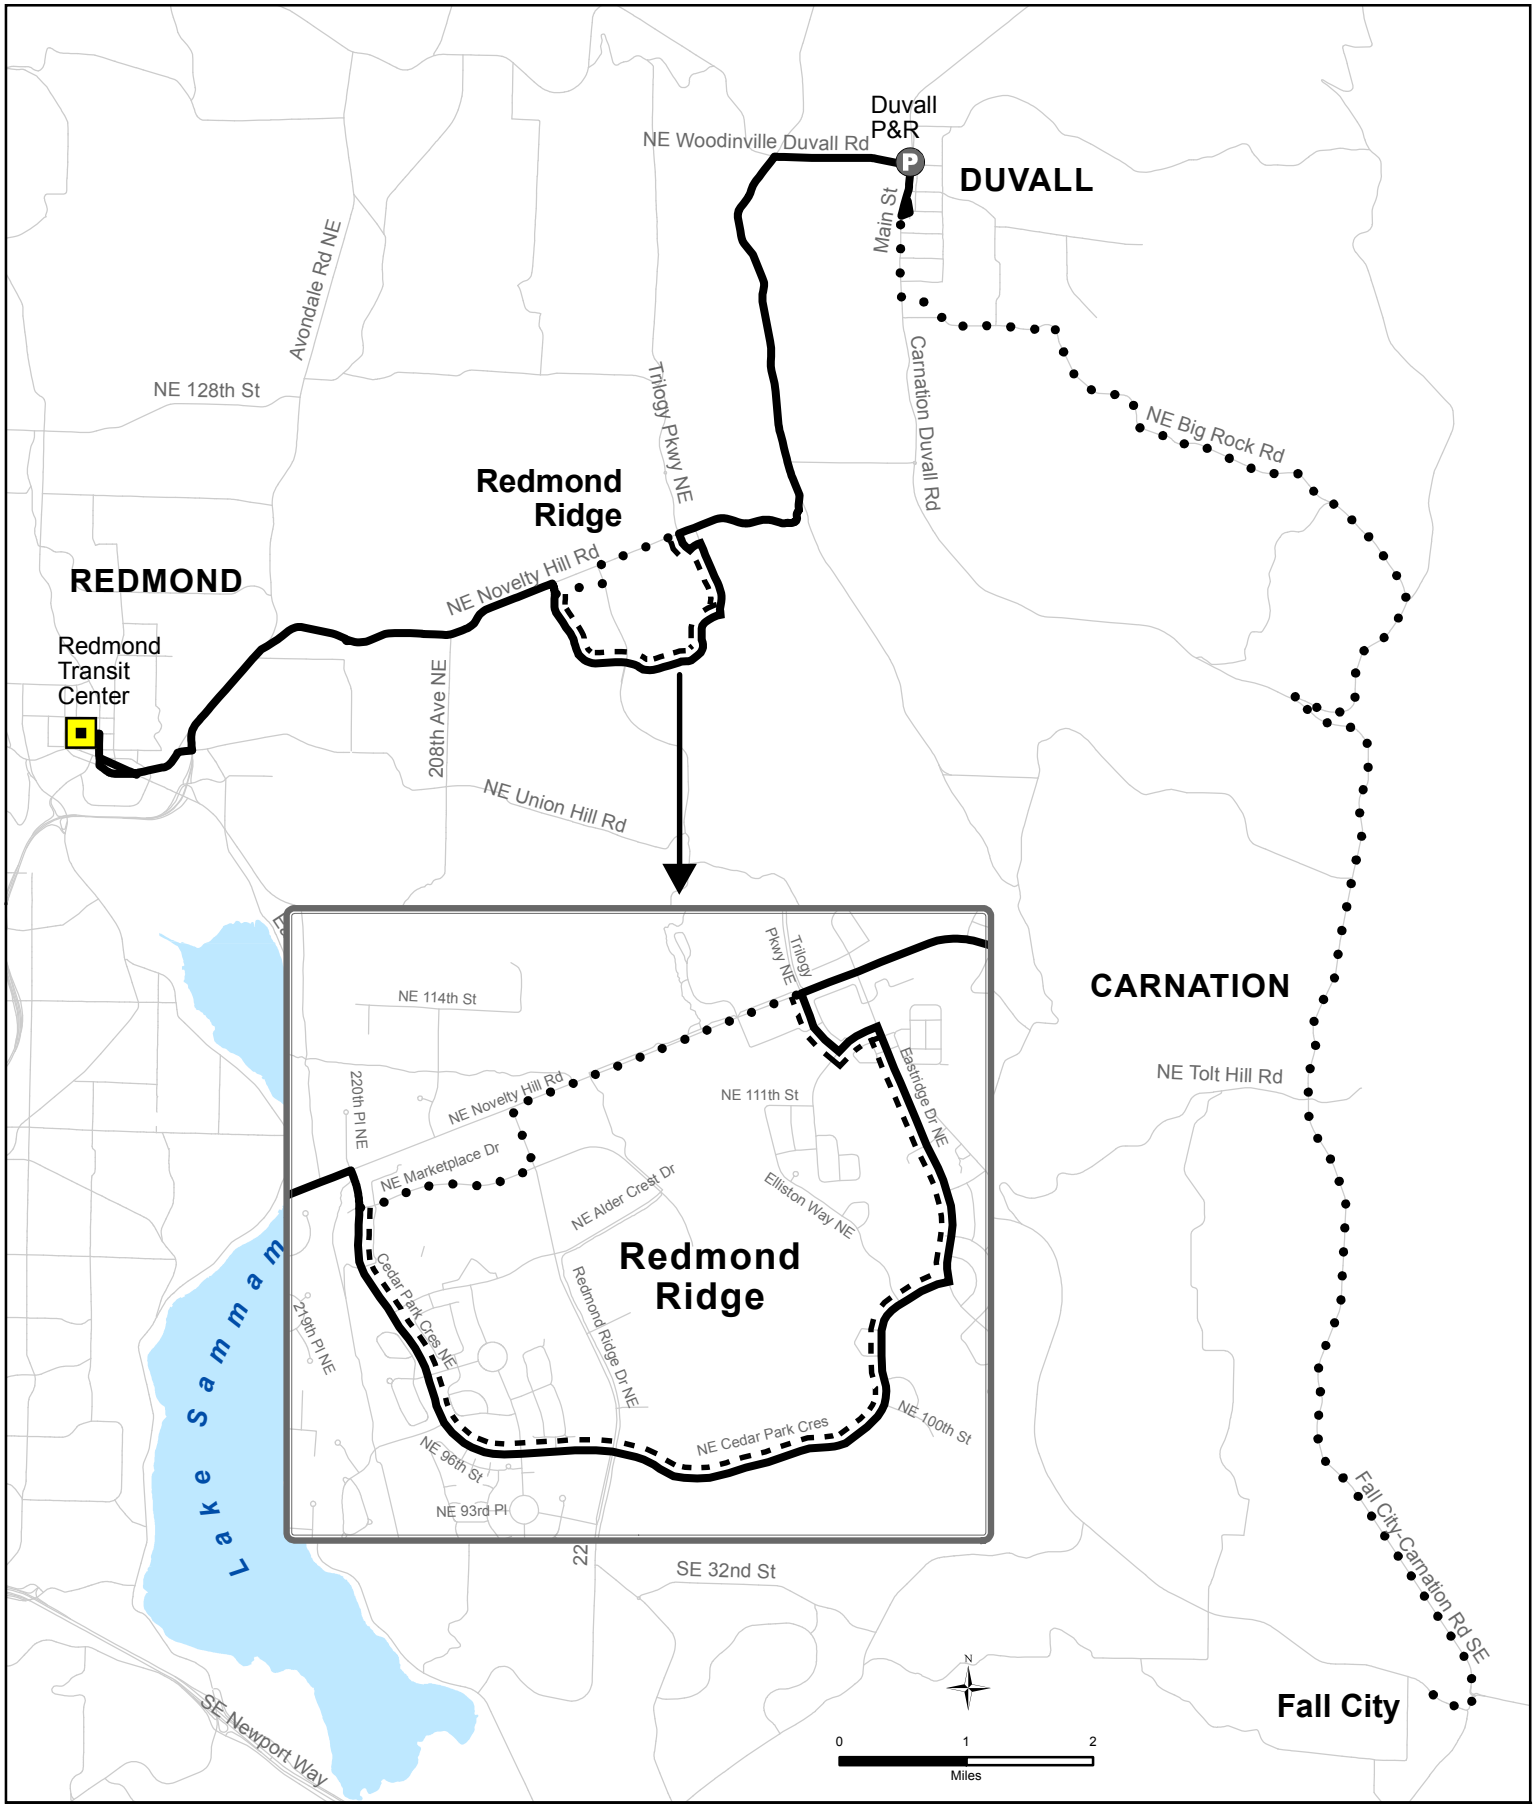 Duvall
P&R
P
NE Woodinville Duvall Rd
DUVALL
Main St
Avondale Rd NE
NE 128th St
Trilogy Pkwy NE
Carnation Duvall Rd
NE Big Rock Rd
Redmond
Ridge
NE Novelty Hill Rd
REDMOND
Redmond
Transit
Center
208th Ave NE
NE Union Hill Rd
Trilogy
Pkwy NE
NE 114th St
CARNATION
NE Tolt Hill Rd
NE Novelty Hill Rd
220th Pl NE
NE 111th St
Eastridge Dr NE
NE Marketplace Dr
NE Alder Crest Dr
Elliston Way NE
Redmond
Ridge
Cedar Park Cres NE
Redmond Ridge Dr NE
219th Pl NE
NE Cedar Park Cres
NE 100th St
NE 96th St
NE 93rd Pl
Lake Sammam
22
SE 32nd St
Fall City-Carnation Rd SE
Fall City
SE Newport Way
N
0 1 2
Miles